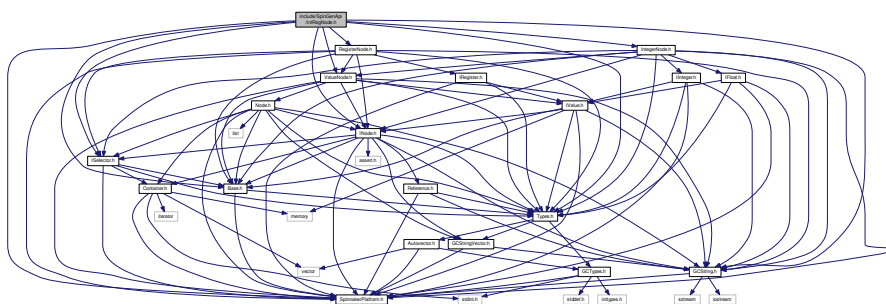 include/SpinGenApi
/IntRegNode.h
RegisterNode.h
IntegerNode.h
ValueNode.h
IRegister.h
IInteger.h
IFloat.h
Node.h
IValue.h
list
INode.h
ISelector.h
assert.h
Container.h
Base.h
Reference.h
iterator
memory
Types.h
Autovector.h
GCStringVector.h
vector
GCTypes.h
GCString.h
SpinnakerPlatform.h
stdint.h
stddef.h
inttypes.h
sstream
iostream